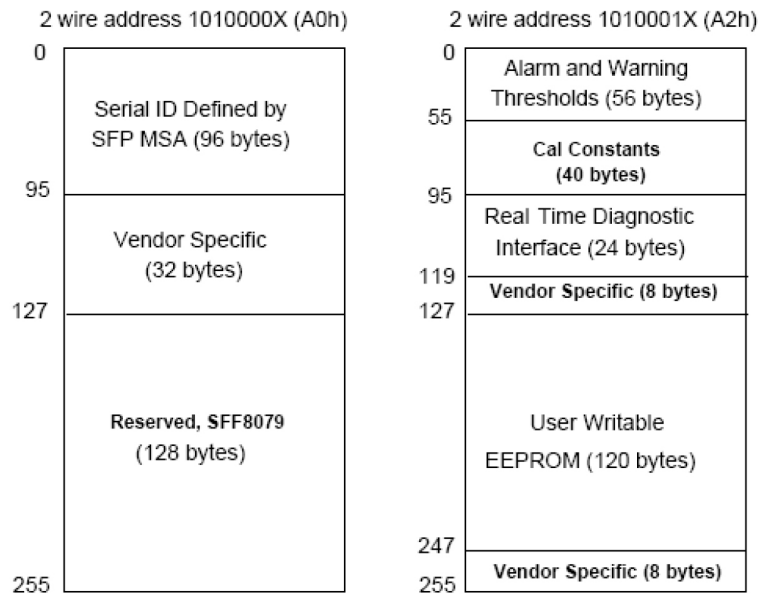 2 wire address 1010000X (A0h)
0
Serial ID Defined by
SFP MSA (96 bytes)
95
Vendor Specific
(32 bytes)
127
Reserved, SFF8079
(128 bytes)
255
2 wire address 1010001X (A2h)
0
Alarm and Warning
Thresholds (56 bytes)
55
Cal Constants
(40 bytes)
95
Real Time Diagnostic
Interface (24 bytes)
119
Vendor Specific (8 bytes)
127
User Writable
EEPROM (120 bytes)
247
Vendor Specific (8 bytes)
255